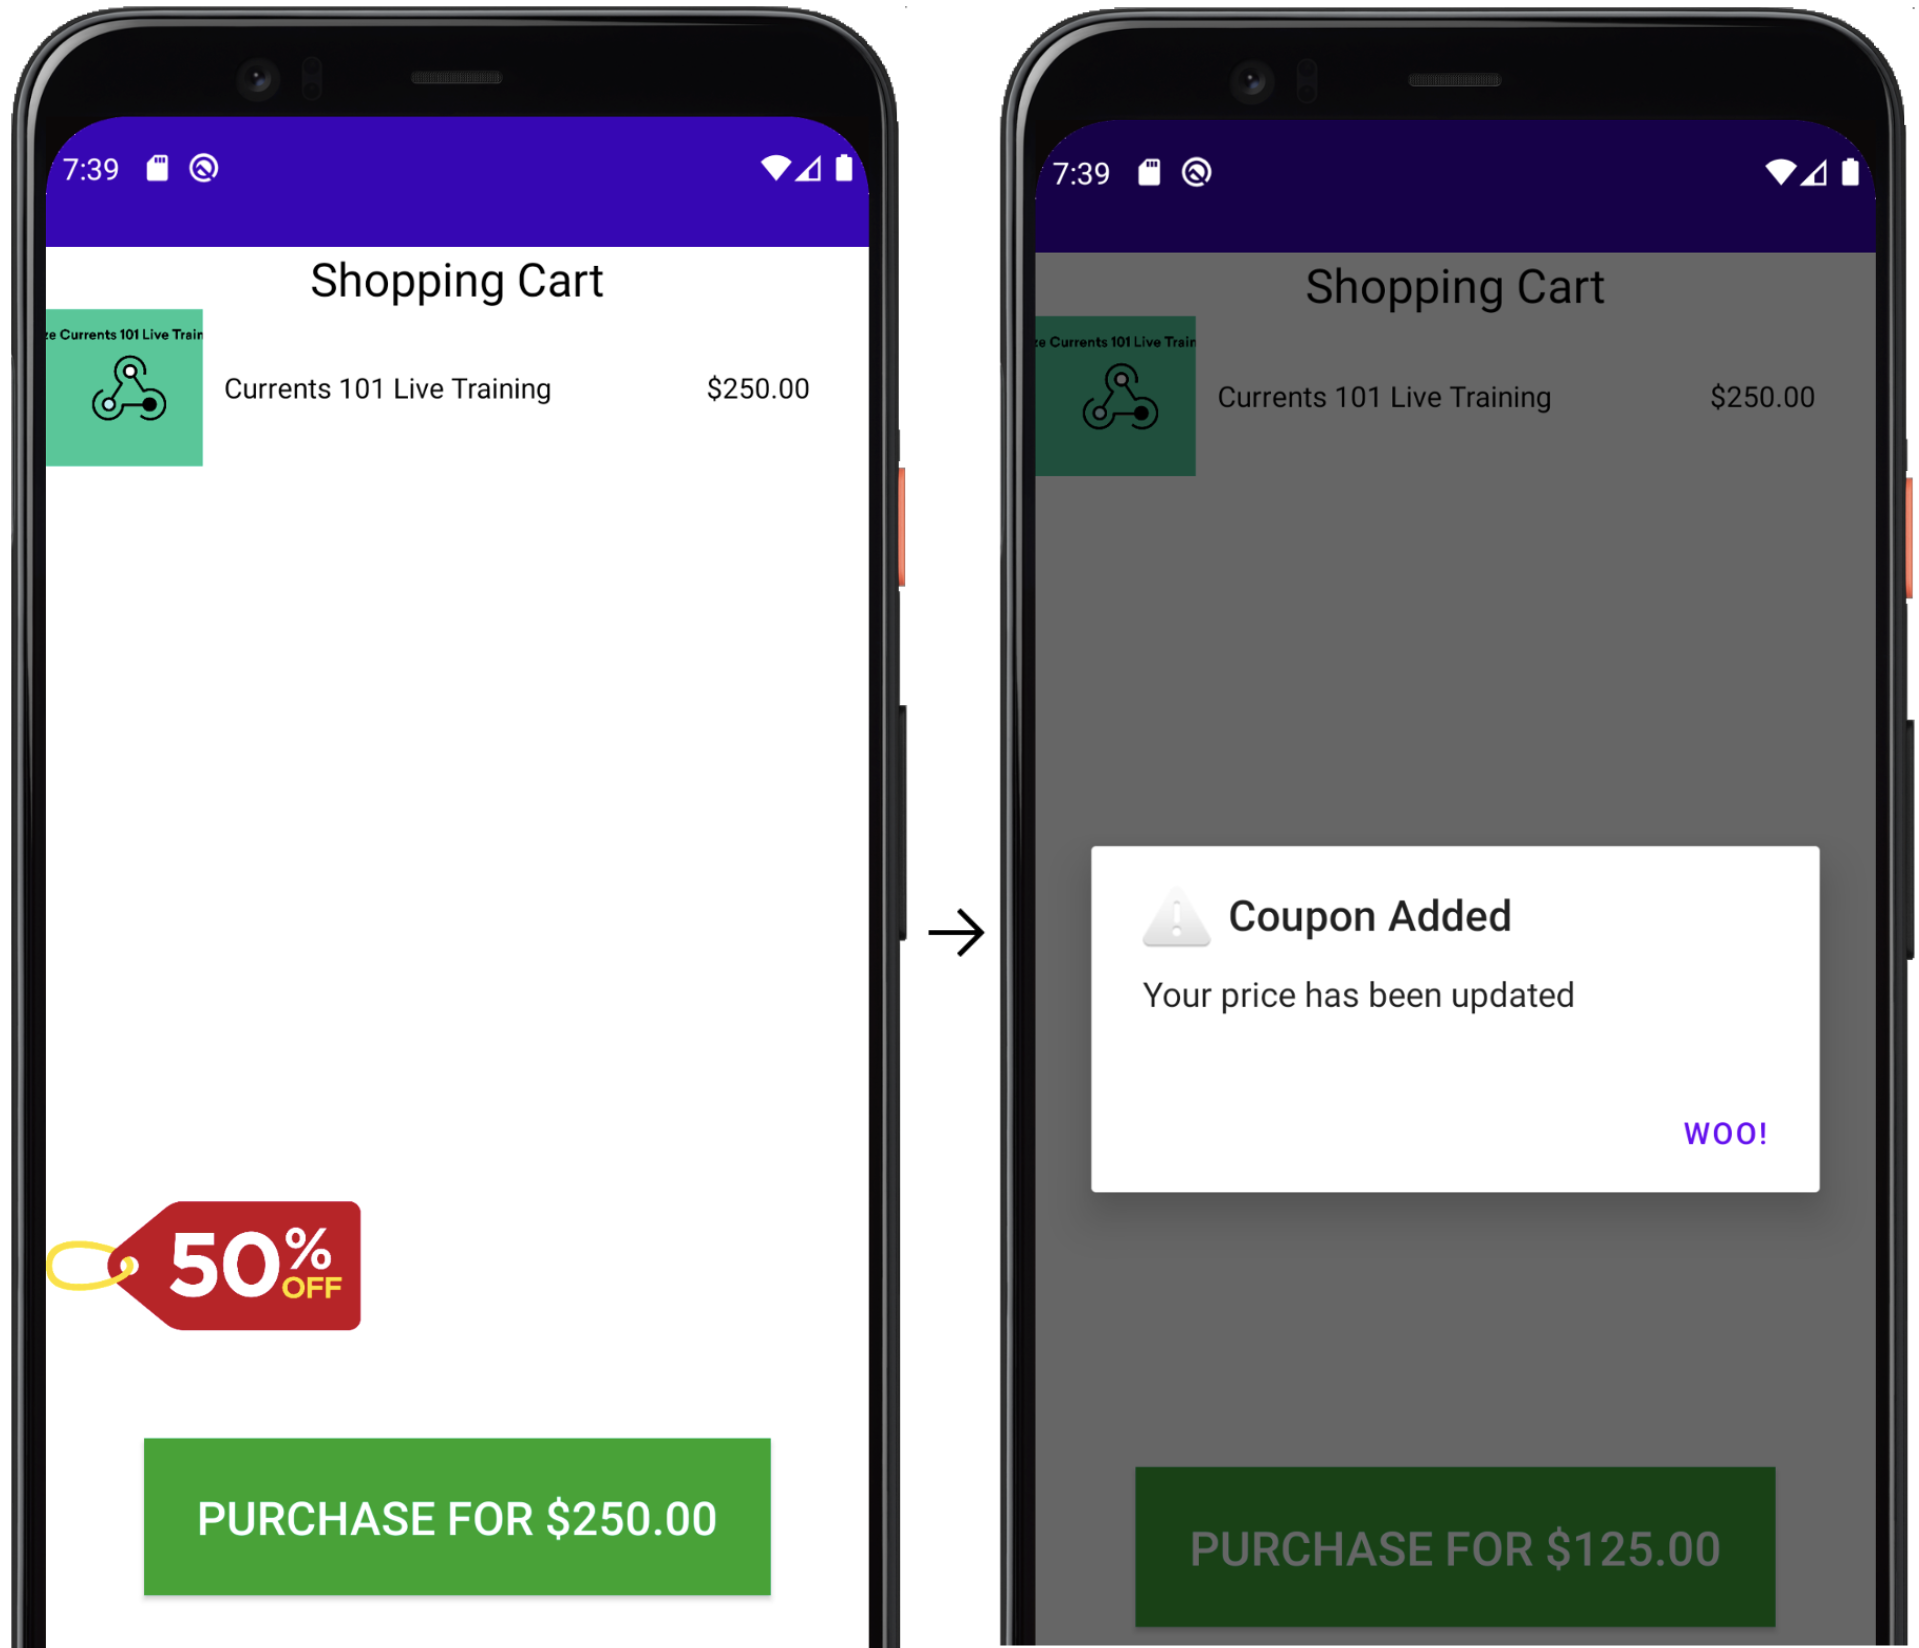 7:39
Shopping Cart
ze Currents 101 Live Train
Currents 101 Live Training
$250.00
50% OFF
PURCHASE FOR $250.00
7:39
Shopping Cart
ze Currents 101 Live Train
Currents 101 Live Training
$250.00
Coupon Added
Your price has been updated
WOO!
PURCHASE FOR $125.00